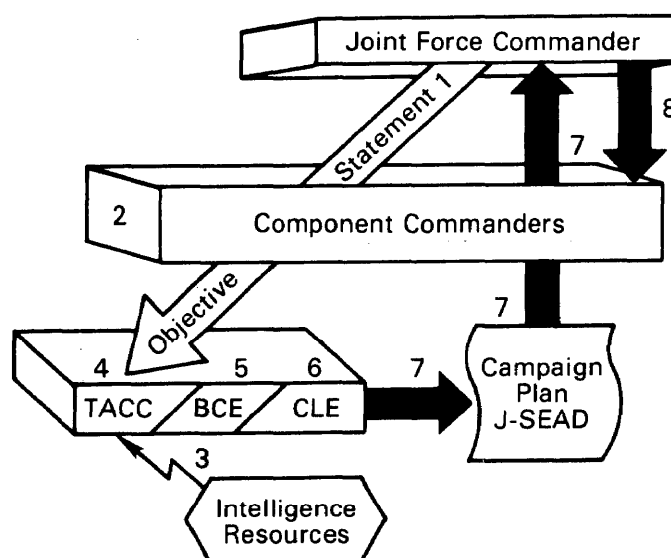 Joint Force Commander
Statement 1
8
7
2
Component Commanders
Objective
7
4 5 6 7
TACC BCE CLE
Campaign
Plan
J-SEAD
3
Intelligence
Resources